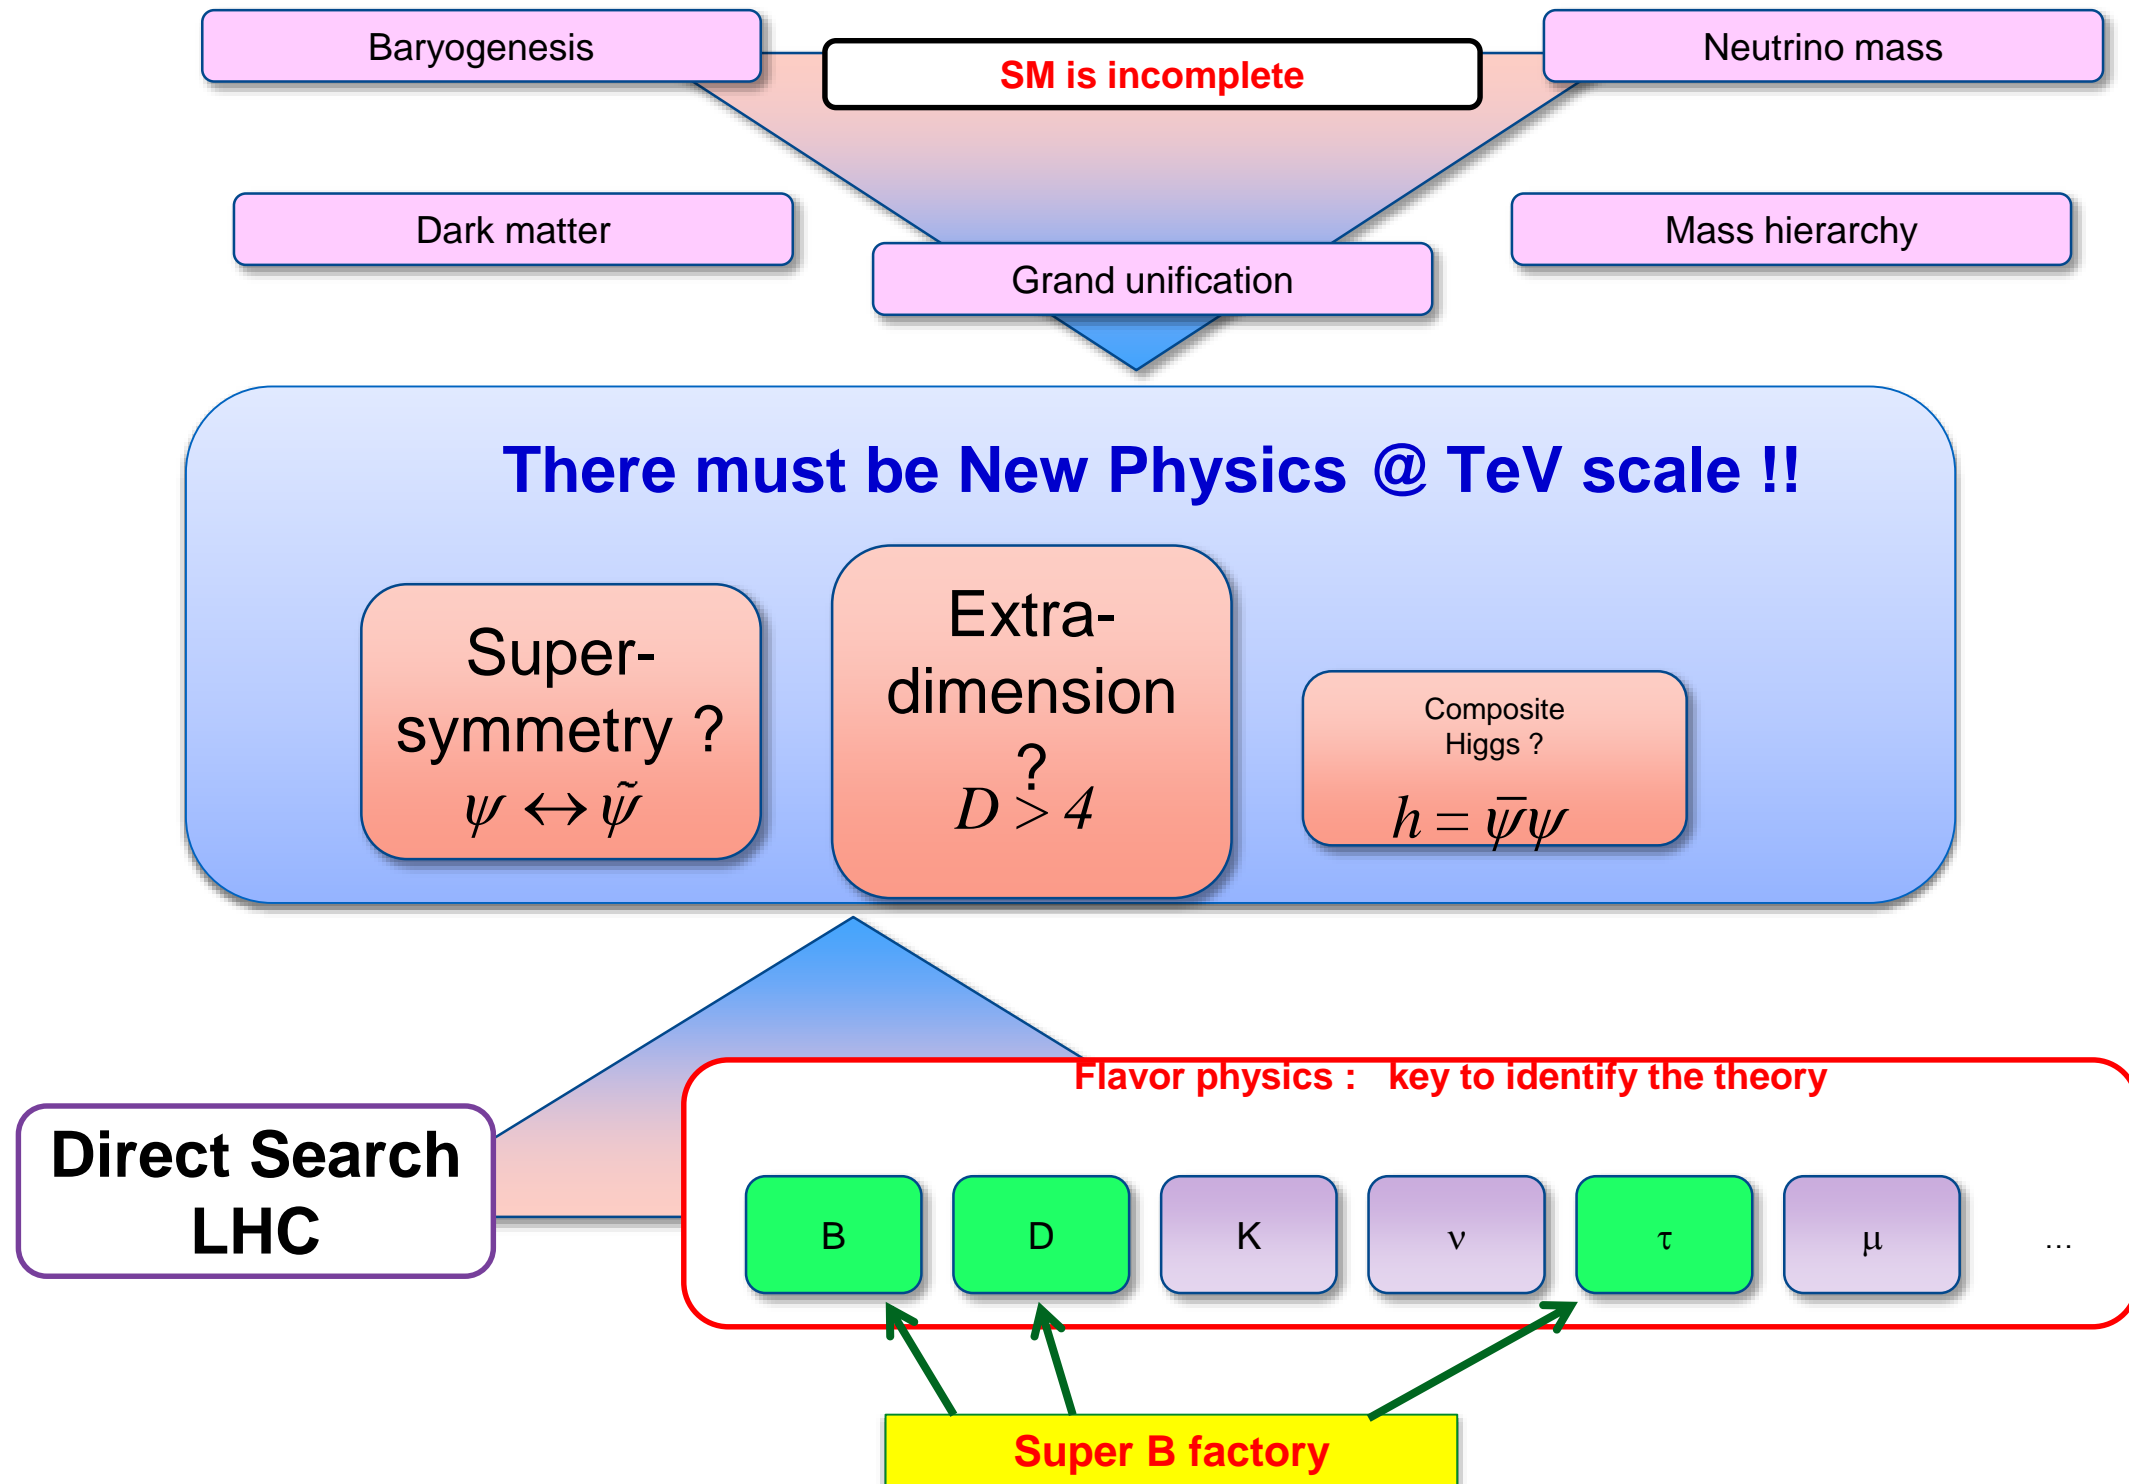 Baryogenesis
SM is incomplete
Neutrino mass
Dark matter
Mass hierarchy
Grand unification
There must be New Physics @ TeV scale !!
Super-
symmetry ?
ψ ↔ ψ̃
Extra-
dimension
?
D > 4
Composite
Higgs ?
h = ψ̅ψ
Flavor physics : key to identify the theory
Direct Search
LHC
B
D
K
ν
τ
μ
...
Super B factory